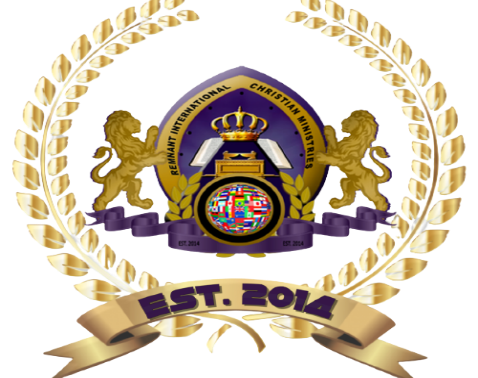 REMNANT INTERNATIONAL
CHRISTIAN MINISTRIES
EST. 2014
EST. 2014
EST. 2014